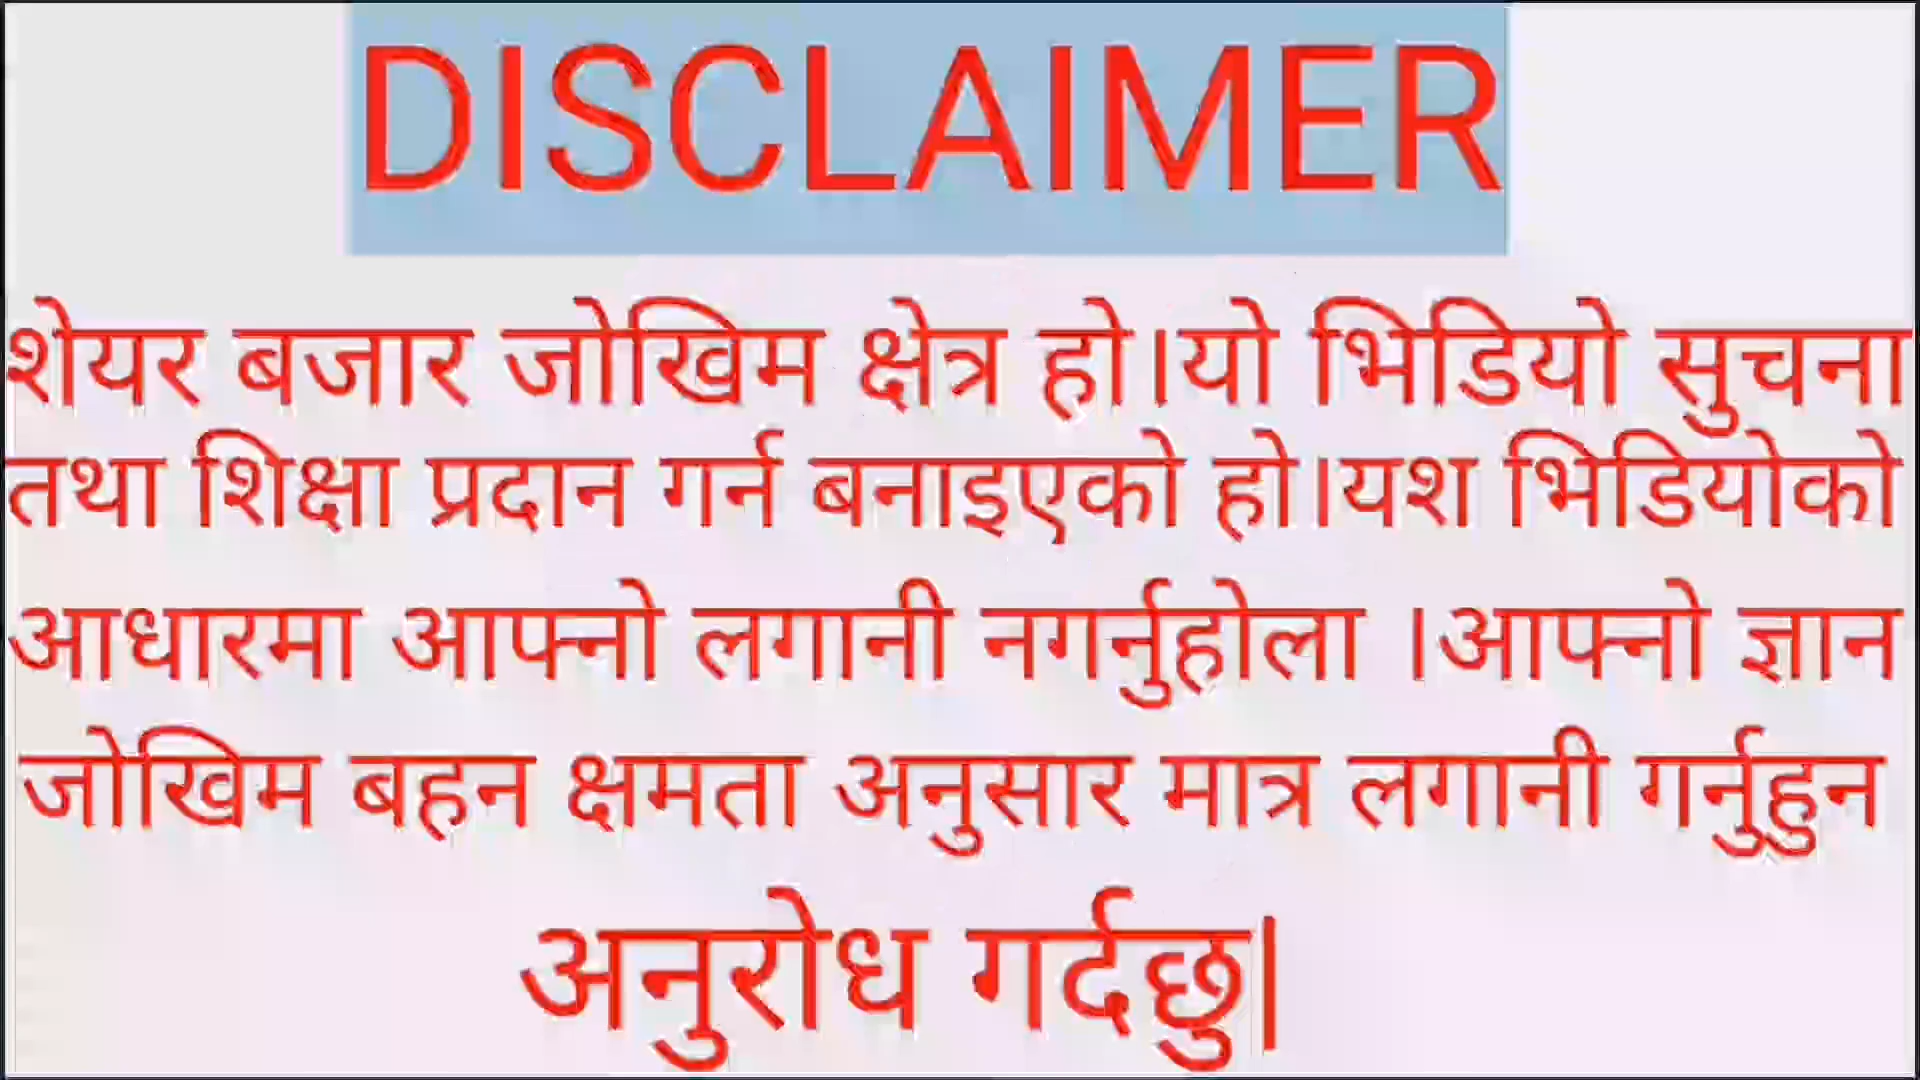 DISCLAIMER
शेयर बजार जोखिम क्षेत्र हो।यो भिडियो सुचना
तथा शिक्षा प्रदान गर्न बनाइएको हो।यश भिडियोको
आधारमा आफ्नो लगानी नगर्नुहोला ।आफ्नो ज्ञान
जोखिम बहन क्षमता अनुसार मात्र लगानी गर्नुहुन
अनुरोध गर्दछु|